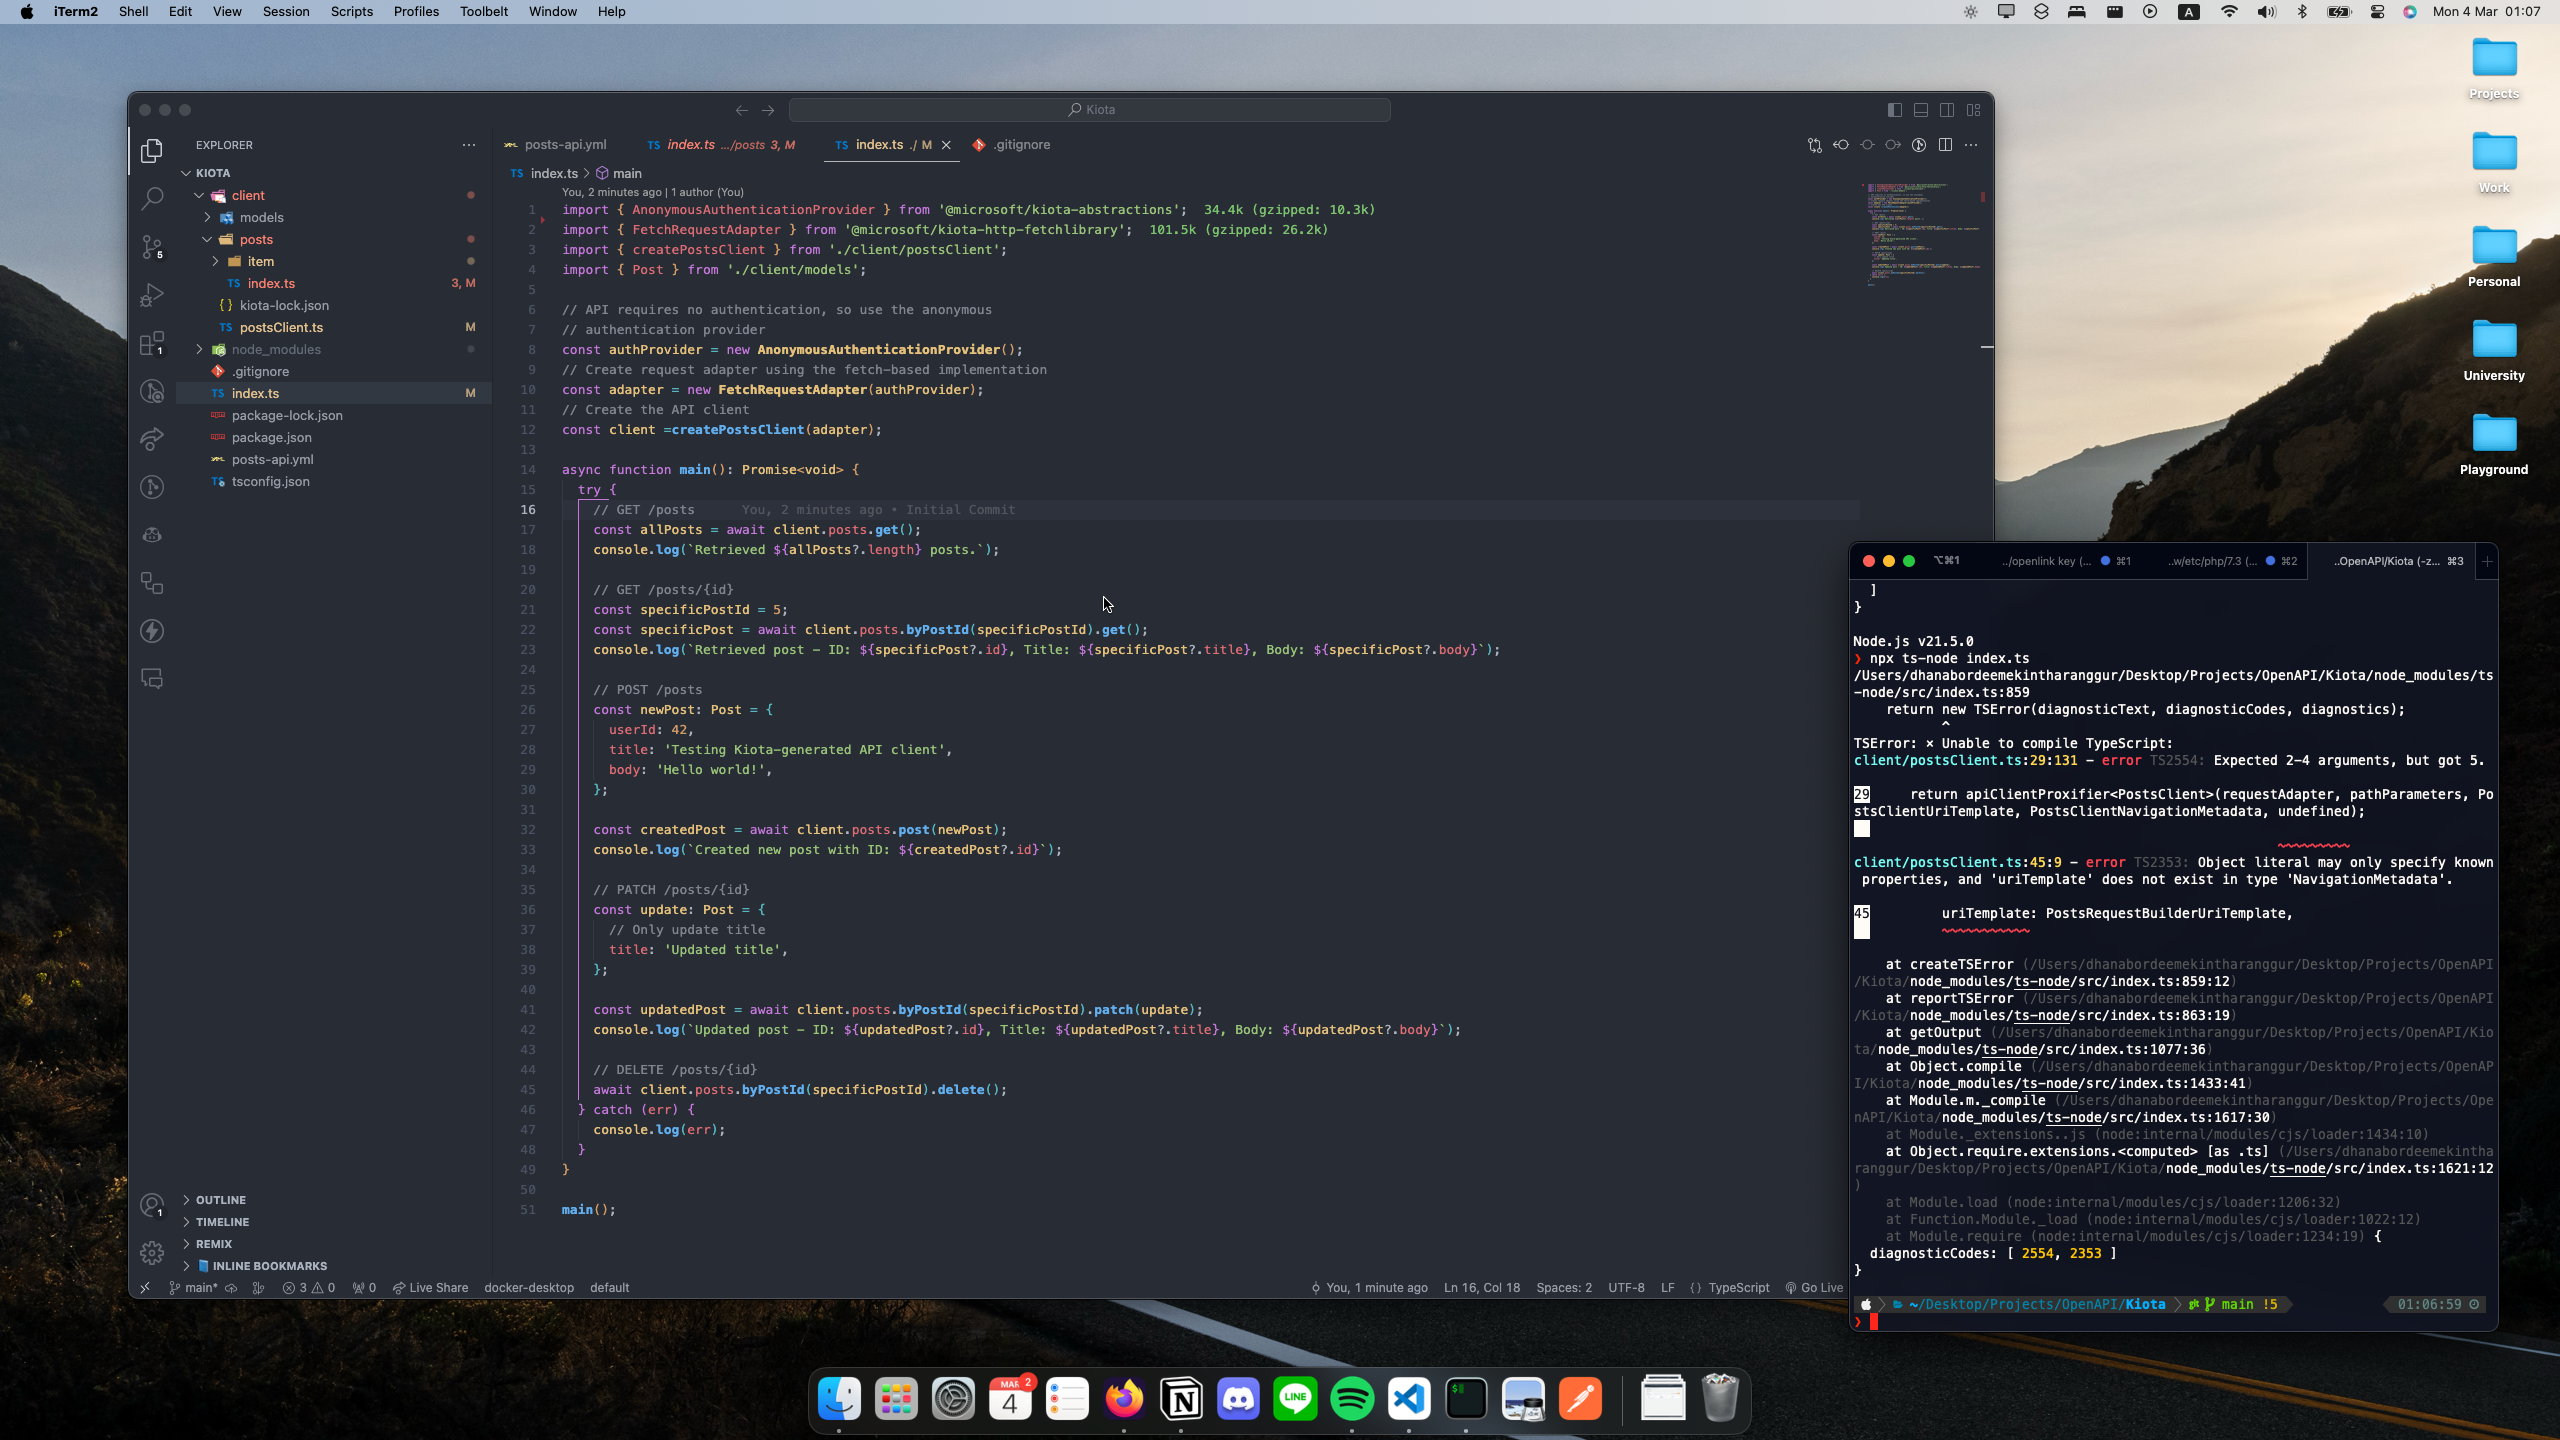 iTerm2 Shell Edit View Session Scripts Profiles Toolbelt Window Help
A Mon 4 Mar 01:07
Projects
Work
Personal
University
Playground
Kiota
EXPLORER
KIOTA
client
models
posts
item
TS index.ts 3, M
{} kiota-lock.json
TS postsClient.ts M
node_modules
.gitignore
TS index.ts M
package-lock.json
package.json
posts-api.yml
tsconfig.json
5
1
1
OUTLINE
TIMELINE
REMIX
INLINE BOOKMARKS
posts-api.yml TS index.ts .../posts 3, M TS index.ts ./ M .gitignore
TS index.ts > main
You, 2 minutes ago | 1 author (You)
1 import { AnonymousAuthenticationProvider } from '@microsoft/kiota-abstractions'; 34.4k (gzipped: 10.3k)
2 import { FetchRequestAdapter } from '@microsoft/kiota-http-fetchlibrary'; 101.5k (gzipped: 26.2k)
3 import { createPostsClient } from './client/postsClient';
4 import { Post } from './client/models';
5
6 // API requires no authentication, so use the anonymous
7 // authentication provider
8 const authProvider = new AnonymousAuthenticationProvider();
9 // Create request adapter using the fetch-based implementation
10 const adapter = new FetchRequestAdapter(authProvider);
11 // Create the API client
12 const client =createPostsClient(adapter);
13
14 async function main(): Promise<void> {
15 try {
16 // GET /posts You, 2 minutes ago • Initial Commit
17 const allPosts = await client.posts.get();
18 console.log(`Retrieved ${allPosts?.length} posts.`);
19
20 // GET /posts/{id}
21 const specificPostId = 5;
22 const specificPost = await client.posts.byPostId(specificPostId).get();
23 console.log(`Retrieved post - ID: ${specificPost?.id}, Title: ${specificPost?.title}, Body: ${specificPost?.body}`);
24
25 // POST /posts
26 const newPost: Post = {
27 userId: 42,
28 title: 'Testing Kiota-generated API client',
29 body: 'Hello world!',
30 };
31
32 const createdPost = await client.posts.post(newPost);
33 console.log(`Created new post with ID: ${createdPost?.id}`);
34
35 // PATCH /posts/{id}
36 const update: Post = {
37 // Only update title
38 title: 'Updated title',
39 };
40
41 const updatedPost = await client.posts.byPostId(specificPostId).patch(update);
42 console.log(`Updated post - ID: ${updatedPost?.id}, Title: ${updatedPost?.title}, Body: ${updatedPost?.body}`);
43
44 // DELETE /posts/{id}
45 await client.posts.byPostId(specificPostId).delete();
46 } catch (err) {
47 console.log(err);
48 }
49 }
50
51 main();
main* 3 0 0 Live Share docker-desktop default You, 1 minute ago Ln 16, Col 18 Spaces: 2 UTF-8 LF {} TypeScript Go Live
⌥⌘1 ../openlink key (... ⌘1 ..w/etc/php/7.3 (... ⌘2 ..OpenAPI/Kiota (-z... ⌘3
]
}
Node.js v21.5.0
❯ npx ts-node index.ts
/Users/dhanabordeemekintharanggur/Desktop/Projects/OpenAPI/Kiota/node_modules/ts
-node/src/index.ts:859
return new TSError(diagnosticText, diagnosticCodes, diagnostics);
^
TSError: ⨯ Unable to compile TypeScript:
client/postsClient.ts:29:131 - error TS2554: Expected 2-4 arguments, but got 5.
29 return apiClientProxifier<PostsClient>(requestAdapter, pathParameters, Po
stsClientUriTemplate, PostsClientNavigationMetadata, undefined);
~~~~~~~~~
client/postsClient.ts:45:9 - error TS2353: Object literal may only specify known
properties, and 'uriTemplate' does not exist in type 'NavigationMetadata'.
45 uriTemplate: PostsRequestBuilderUriTemplate,
~~~~~~~~~~~
at createTSError (/Users/dhanabordeemekintharanggur/Desktop/Projects/OpenAPI
/Kiota/node_modules/ts-node/src/index.ts:859:12)
at reportTSError (/Users/dhanabordeemekintharanggur/Desktop/Projects/OpenAPI
/Kiota/node_modules/ts-node/src/index.ts:863:19)
at getOutput (/Users/dhanabordeemekintharanggur/Desktop/Projects/OpenAPI/Kio
ta/node_modules/ts-node/src/index.ts:1077:36)
at Object.compile (/Users/dhanabordeemekintharanggur/Desktop/Projects/OpenAP
I/Kiota/node_modules/ts-node/src/index.ts:1433:41)
at Module.m._compile (/Users/dhanabordeemekintharanggur/Desktop/Projects/Ope
nAPI/Kiota/node_modules/ts-node/src/index.ts:1617:30)
at Module._extensions..js (node:internal/modules/cjs/loader:1434:10)
at Object.require.extensions.<computed> [as .ts] (/Users/dhanabordeemekintha
ranggur/Desktop/Projects/OpenAPI/Kiota/node_modules/ts-node/src/index.ts:1621:12
)
at Module.load (node:internal/modules/cjs/loader:1206:32)
at Function.Module._load (node:internal/modules/cjs/loader:1022:12)
at Module.require (node:internal/modules/cjs/loader:1234:19) {
diagnosticCodes: [ 2554, 2353 ]
}
~/Desktop/Projects/OpenAPI/Kiota main !5 01:06:59
❯
MAR 2
4
LINE